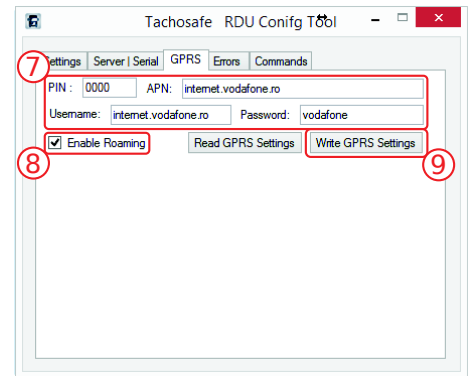 Tachosafe RDU Conifg Tool
Settings Server | Serial GPRS Errors Commands
7
PIN : 0000 APN: internet.vodafone.ro
Username: internet.vodafone.ro Password: vodafone
Enable Roaming Read GPRS Settings Write GPRS Settings
8 9